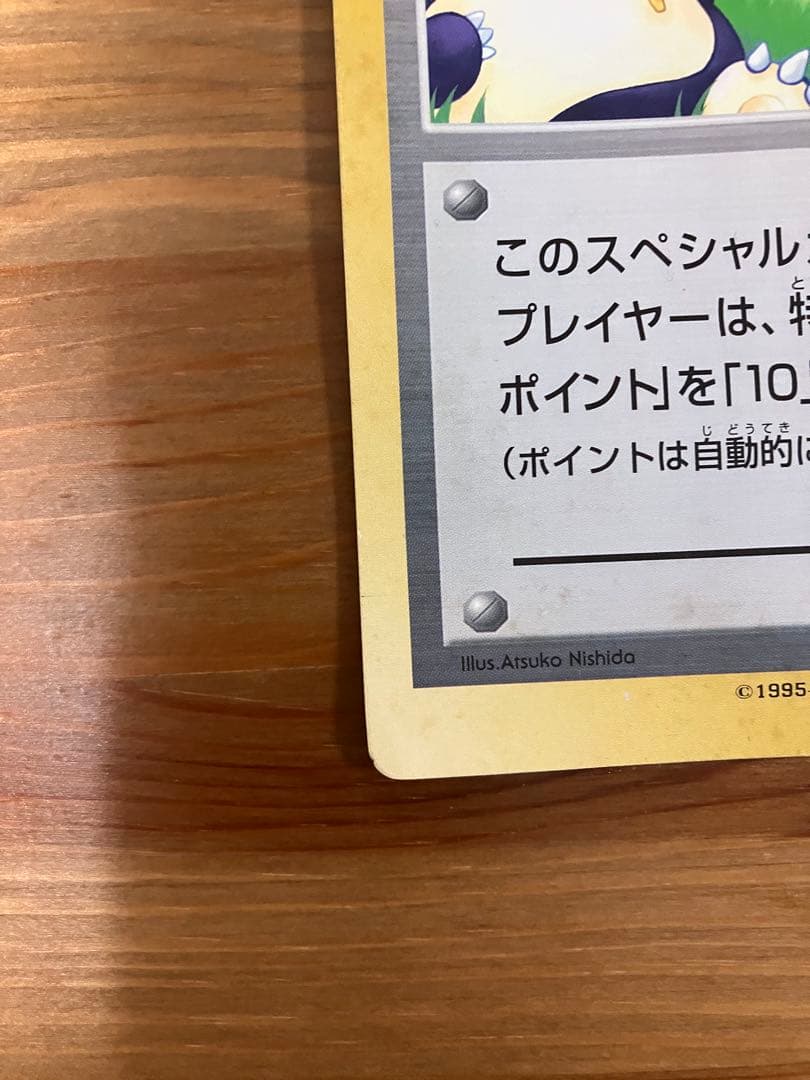 このスペシャル
プレイヤーは、特
ポイント」を「10」
(ポイントは自動的に
Illus.Atsuko Nishida
©1995-